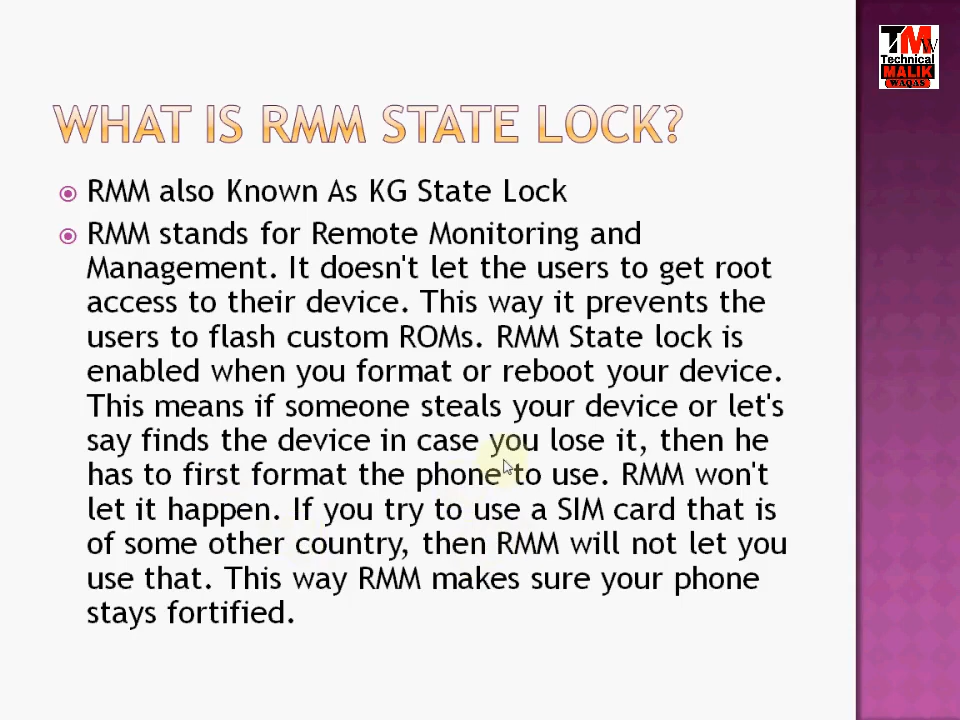 TMW
Technical
MALIK
WAQAS
WHAT IS RMM STATE LOCK?
RMM also Known As KG State Lock
RMM stands for Remote Monitoring and
Management. It doesn't let the users to get root
access to their device. This way it prevents the
users to flash custom ROMs. RMM State lock is
enabled when you format or reboot your device.
This means if someone steals your device or let's
say finds the device in case you lose it, then he
has to first format the phone to use. RMM won't
let it happen. If you try to use a SIM card that is
of some other country, then RMM will not let you
use that. This way RMM makes sure your phone
stays fortified.